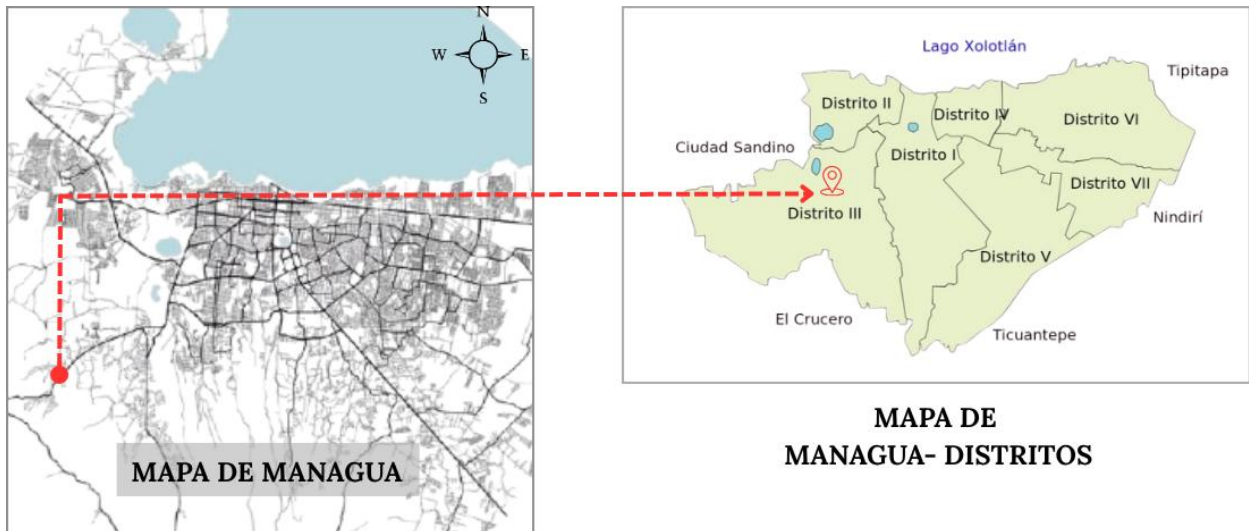 N
W
E
S
MAPA DE MANAGUA
Lago Xolotlán
Tipitapa
Distrito II
Distrito IV
Distrito VI
Ciudad Sandino
Distrito I
Distrito VII
Distrito III
Nindirí
Distrito V
El Crucero
Ticuantepe
MAPA DE
MANAGUA- DISTRITOS